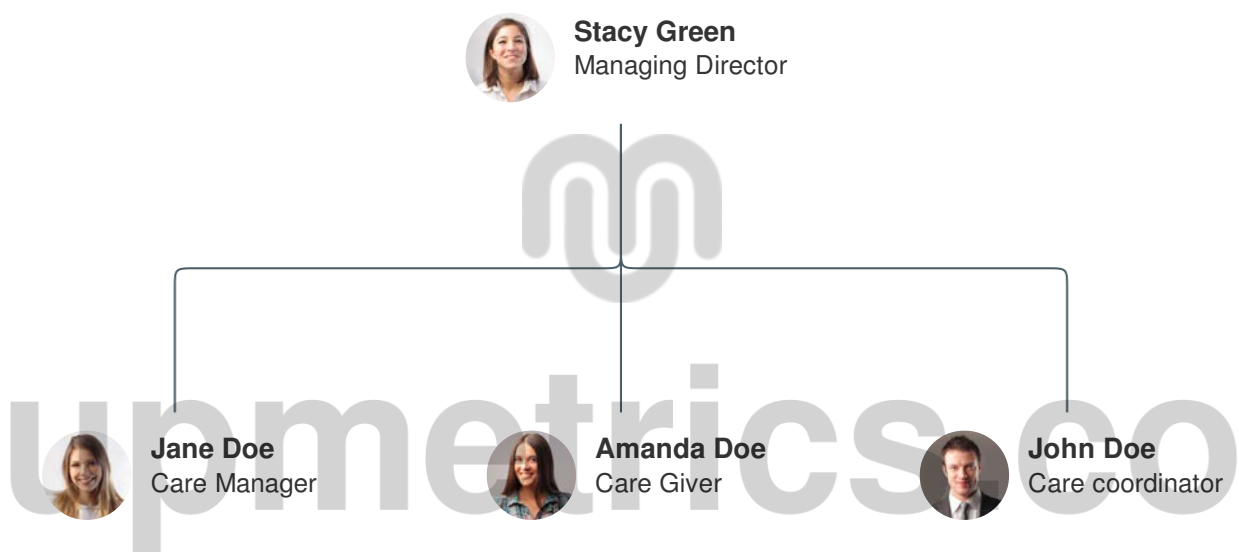 Stacy Green
Managing Director
upmetrics.co
Jane Doe
Care Manager
Amanda Doe
Care Giver
John Doe
Care coordinator